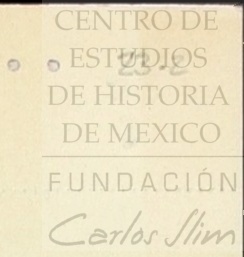 CENTRO DE
ESTUDIOS
DE HISTORIA
DE MEXICO
FUNDACIÓN
Carlos Slim